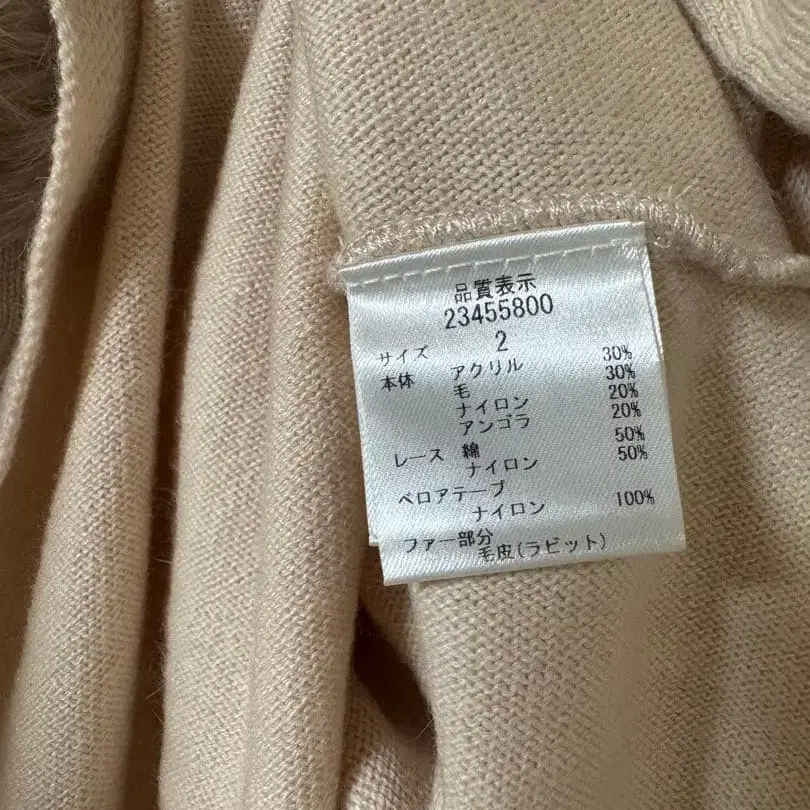 品質表示
23455800
サイズ 2
本体 アクリル 30%
毛 30%
ナイロン 20%
アンゴラ 20%
レース 綿 50%
ナイロン 50%
ベロアテープ
ナイロン 100%
ファー部分
毛皮(ラビット)